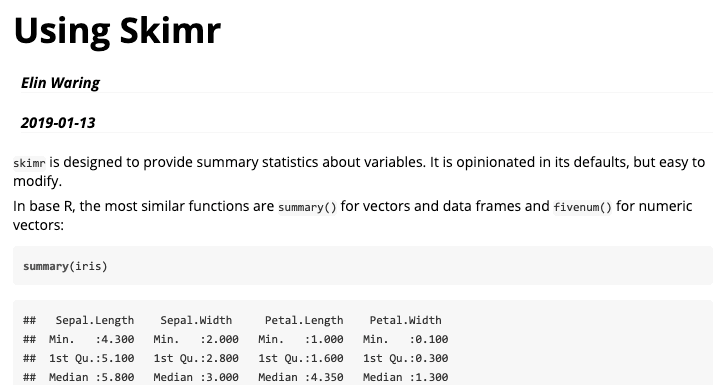 Using Skimr
Elin Waring
2019-01-13
skimr is designed to provide summary statistics about variables. It is opinionated in its defaults, but easy to
modify.
In base R, the most similar functions are summary() for vectors and data frames and fivenum() for numeric
vectors:
summary(iris)
##   Sepal.Length    Sepal.Width     Petal.Length    Petal.Width
##  Min.   :4.300   Min.   :2.000   Min.   :1.000   Min.   :0.100
##  1st Qu.:5.100   1st Qu.:2.800   1st Qu.:1.600   1st Qu.:0.300
##  Median :5.800   Median :3.000   Median :4.350   Median :1.300